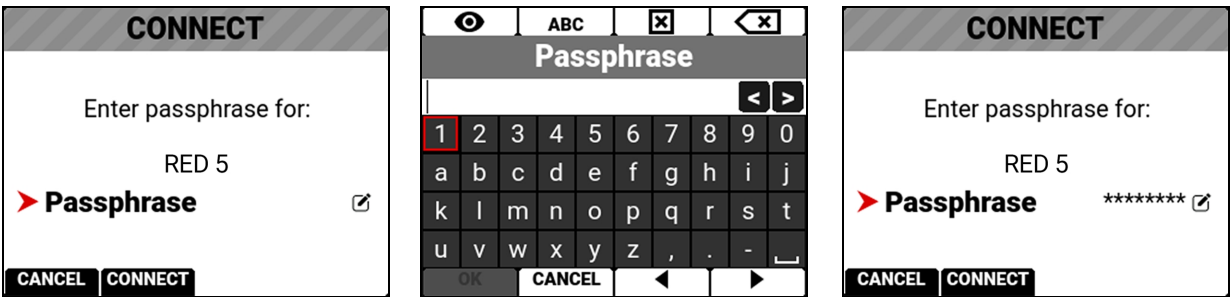 CONNECT
Enter passphrase for:
RED 5
Passphrase
CANCEL CONNECT
ABC
Passphrase
< >
1 2 3 4 5 6 7 8 9 0
a b c d e f g h i j
k l m n o p q r s t
u v w x y z , . -
OK CANCEL
CONNECT
Enter passphrase for:
RED 5
Passphrase ********
CANCEL CONNECT